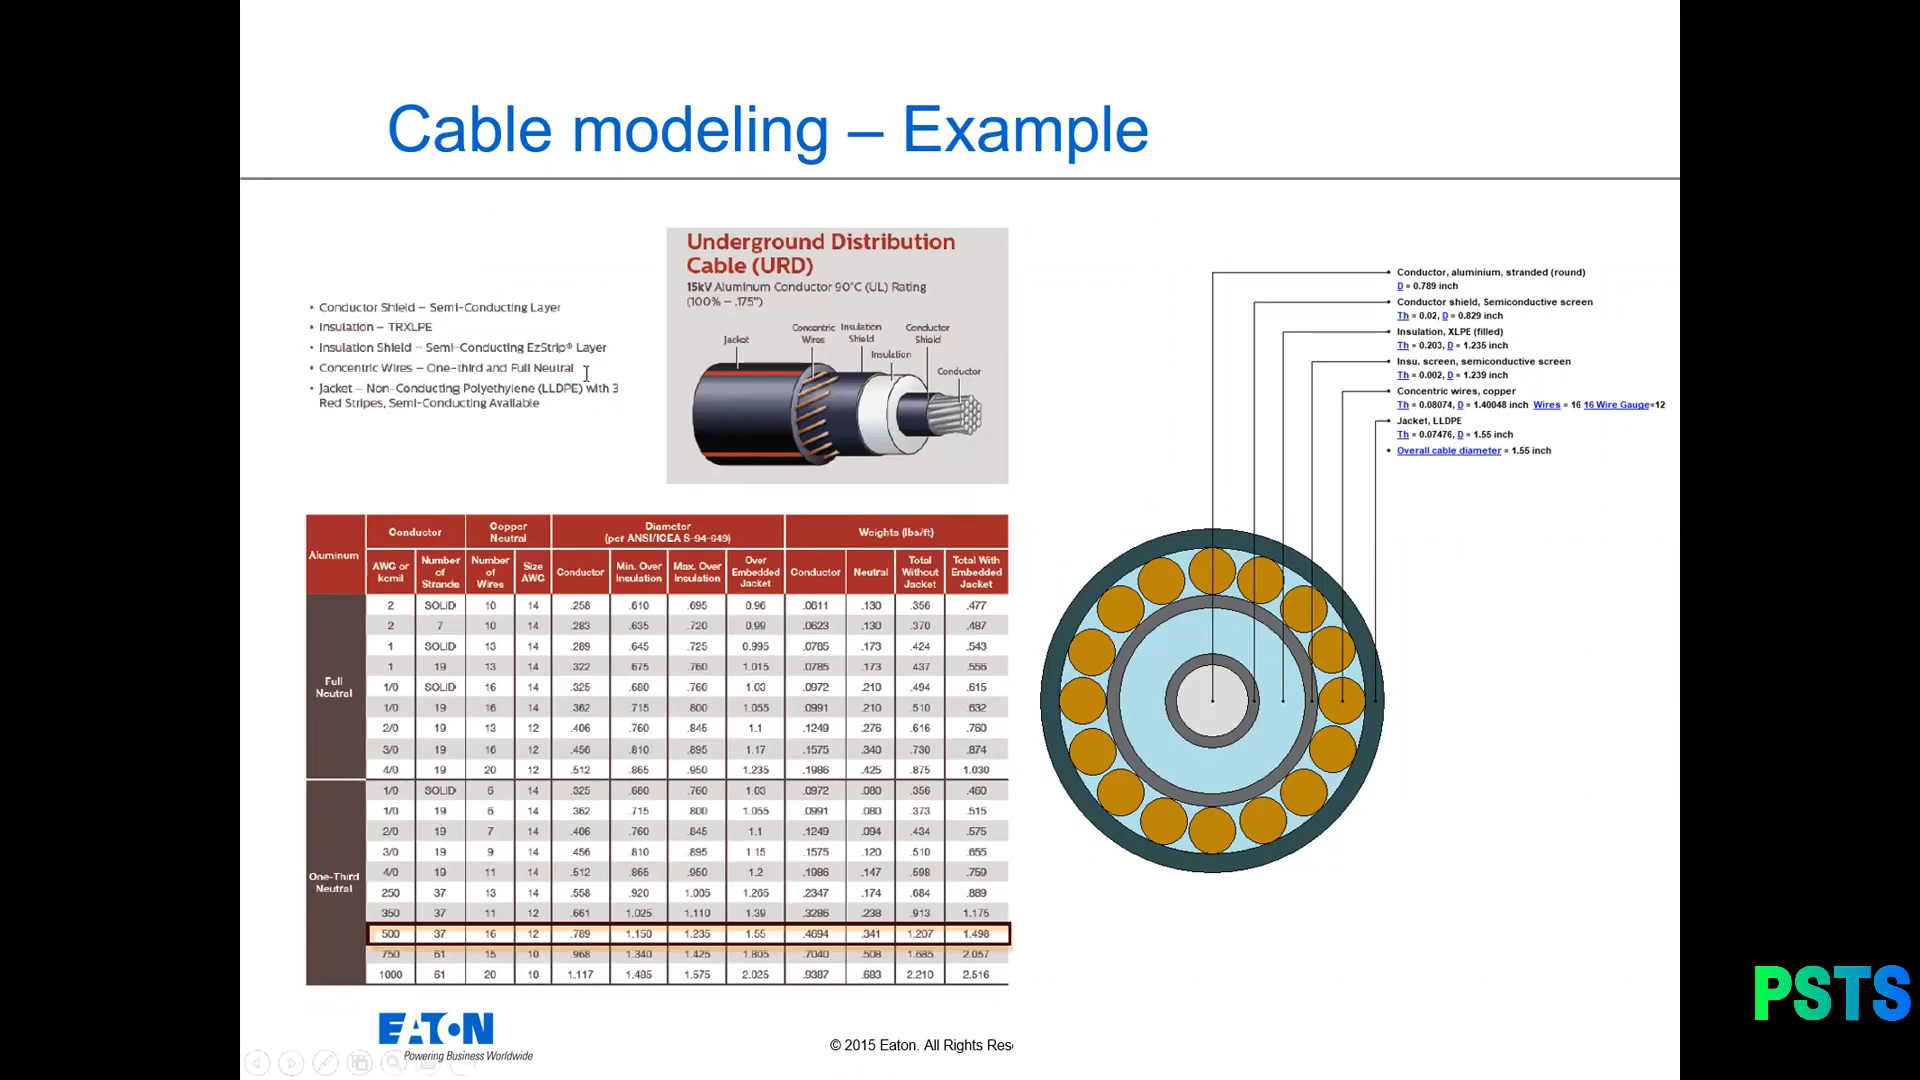 Cable modeling – Example
• Conductor Shield – Semi-Conducting Layer
• Insulation – TRXLPE
• Insulation Shield – Semi-Conducting EzStrip® Layer
• Concentric Wires – One-third and Full Neutral
• Jacket – Non-Conducting Polyethylene (LLDPE) with 3
Red Stripes, Semi-Conducting Available
Underground Distribution
Cable (URD)
15kV Aluminum Conductor 90°C (UL) Rating
(100% – .175")
Jacket
Concentric
Wires
Insulation
Shield
Insulation
Conductor
Shield
Conductor
Conductor, aluminium, stranded (round)
D = 0.789 inch
Conductor shield, Semiconductive screen
Th = 0.02, D = 0.829 inch
Insulation, XLPE (filled)
Th = 0.203, D = 1.235 inch
Insu. screen, semiconductive screen
Th = 0.002, D = 1.239 inch
Concentric wires, copper
Th = 0.08074, D = 1.40048 inch Wires = 16 16 Wire Gauge=12
Jacket, LLDPE
Th = 0.07476, D = 1.55 inch
• Overall cable diameter = 1.55 inch
Aluminum
Conductor
Copper
Neutral
Diameter
(per ANSI/ICEA S-94-649)
Weights (lbs/ft)
AWG or
kcmil
Number
of
Strands
Number
of
Wires
Size
AWG
Conductor
Min. Over
Insulation
Max. Over
Insulation
Over
Embedded
Jacket
Conductor
Neutral
Total
Without
Jacket
Total With
Embedded
Jacket
Full
Neutral
2 SOLID 10 14 .258 .610 .695 0.96 .0611 .130 .356 .477
2 7 10 14 .283 .635 .720 0.99 .0623 .130 .370 .487
1 SOLID 13 14 .289 .645 .725 0.995 .0785 .173 .424 .543
1 19 13 14 .322 .675 .760 1.015 .0785 .173 .437 .556
1/0 SOLID 16 14 .325 .680 .760 1.03 .0972 .210 .494 .615
1/0 19 16 14 .362 .715 .800 1.055 .0991 .210 .510 .632
2/0 19 13 12 .406 .760 .845 1.1 .1249 .276 .616 .760
3/0 19 16 12 .456 .810 .895 1.17 .1575 .340 .730 .874
4/0 19 20 12 .512 .865 .950 1.235 .1986 .425 .875 1.030
One-Third
Neutral
1/0 SOLID 6 14 .325 .680 .760 1.03 .0972 .080 .356 .460
1/0 19 6 14 .362 .715 .800 1.055 .0991 .080 .373 .515
2/0 19 7 14 .406 .760 .845 1.1 .1249 .094 .434 .575
3/0 19 9 14 .456 .810 .895 1.15 .1575 .120 .510 .655
4/0 19 11 14 .512 .865 .950 1.2 .1986 .147 .598 .759
250 37 13 14 .558 .920 1.005 1.265 .2347 .174 .684 .889
350 37 11 12 .661 1.025 1.110 1.39 .3286 .238 .913 1.175
500 37 16 12 .789 1.150 1.235 1.55 .4694 .341 1.207 1.498
750 61 15 10 .968 1.340 1.425 1.805 .7040 .508 1.685 2.057
1000 61 20 10 1.117 1.485 1.575 2.025 .9387 .683 2.210 2.516
EATON
Powering Business Worldwide
© 2015 Eaton. All Rights Res
PSTS